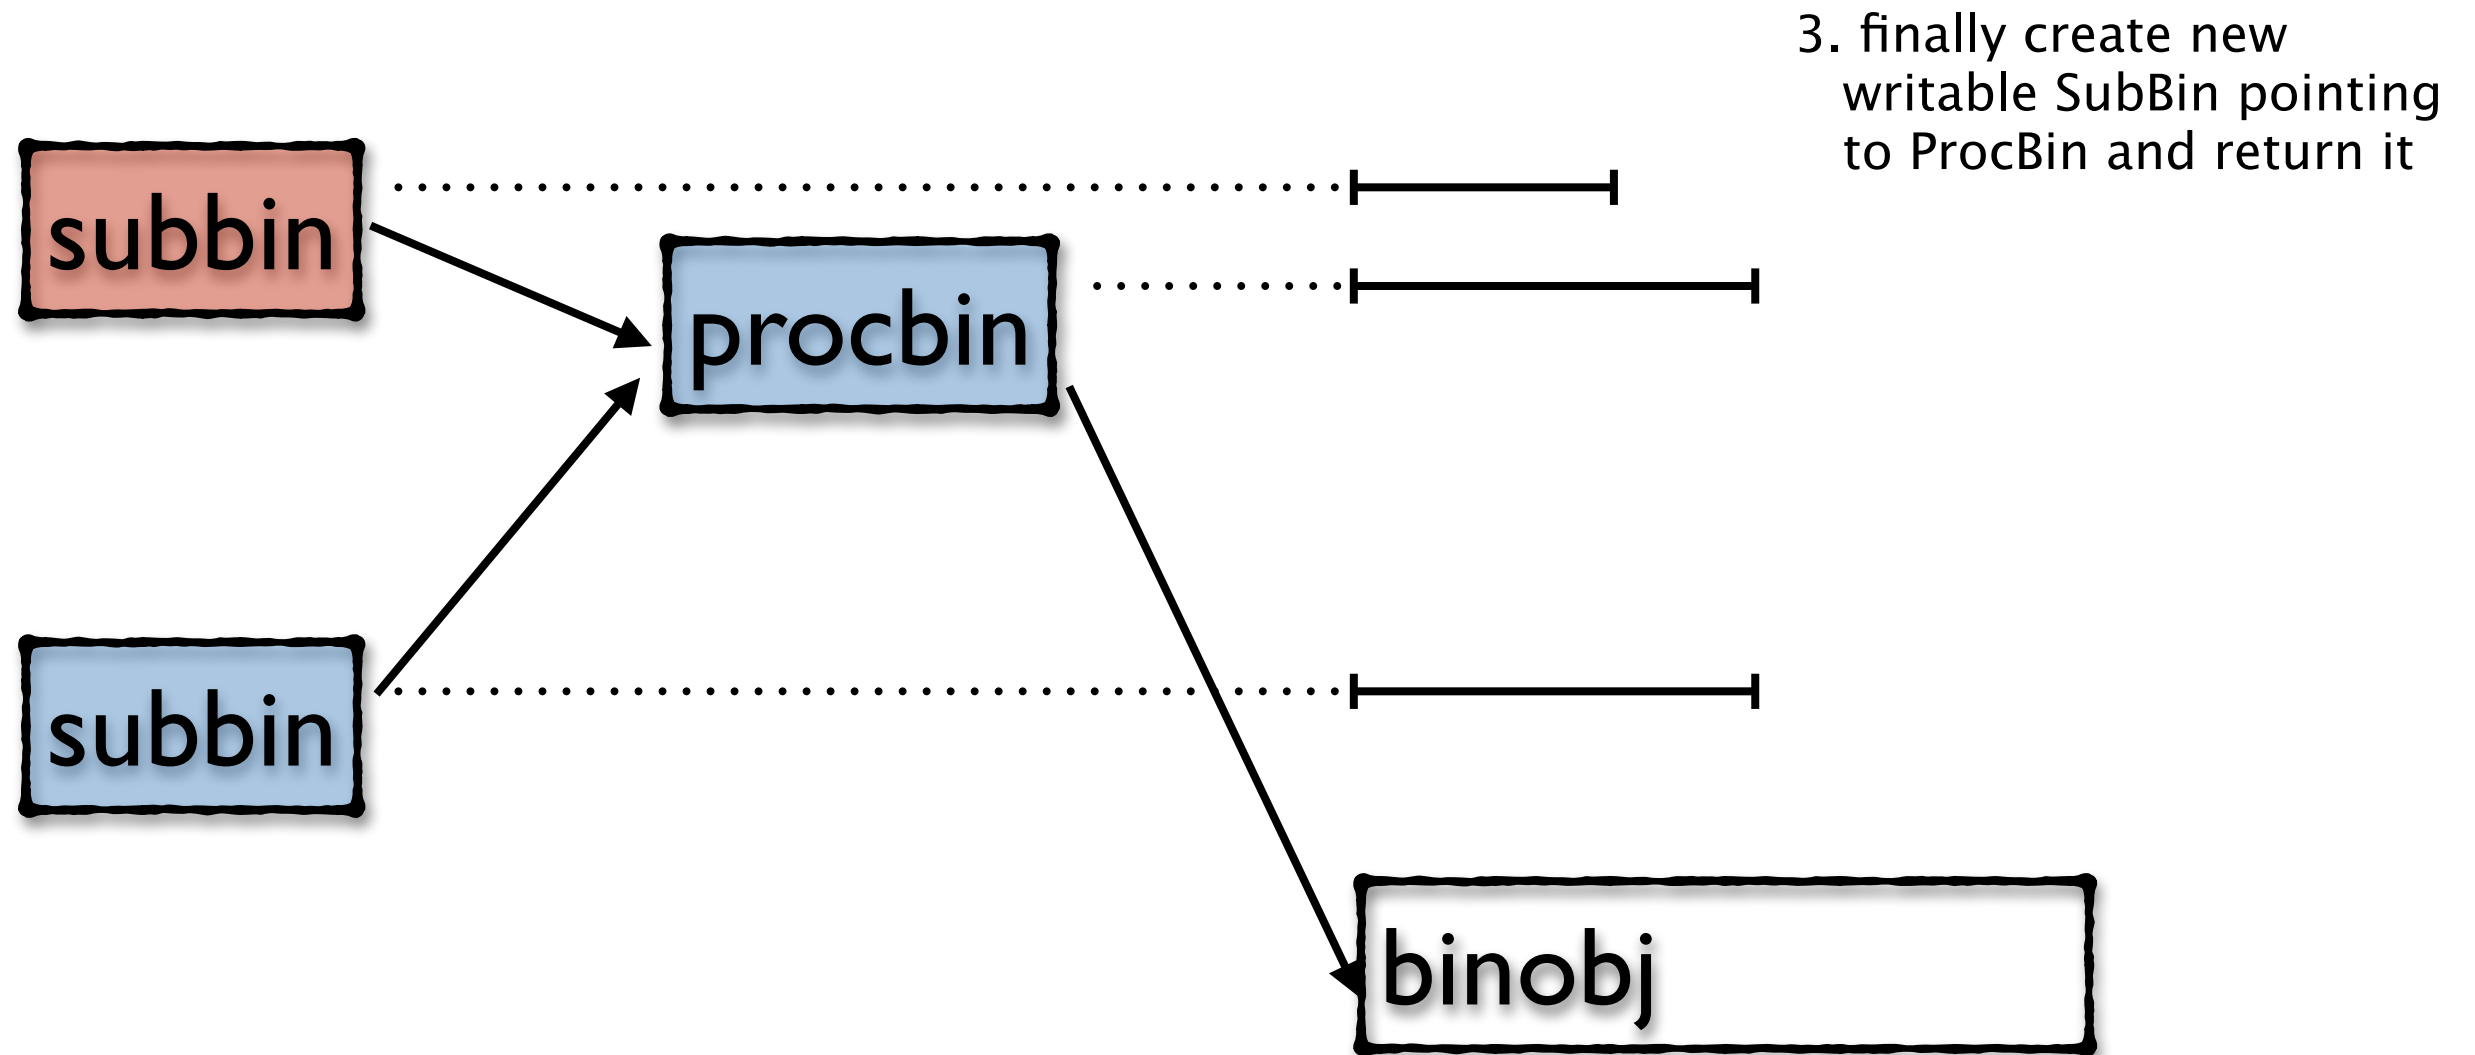 3. finally create new
writable SubBin pointing
to ProcBin and return it
subbin
procbin
subbin
binobj